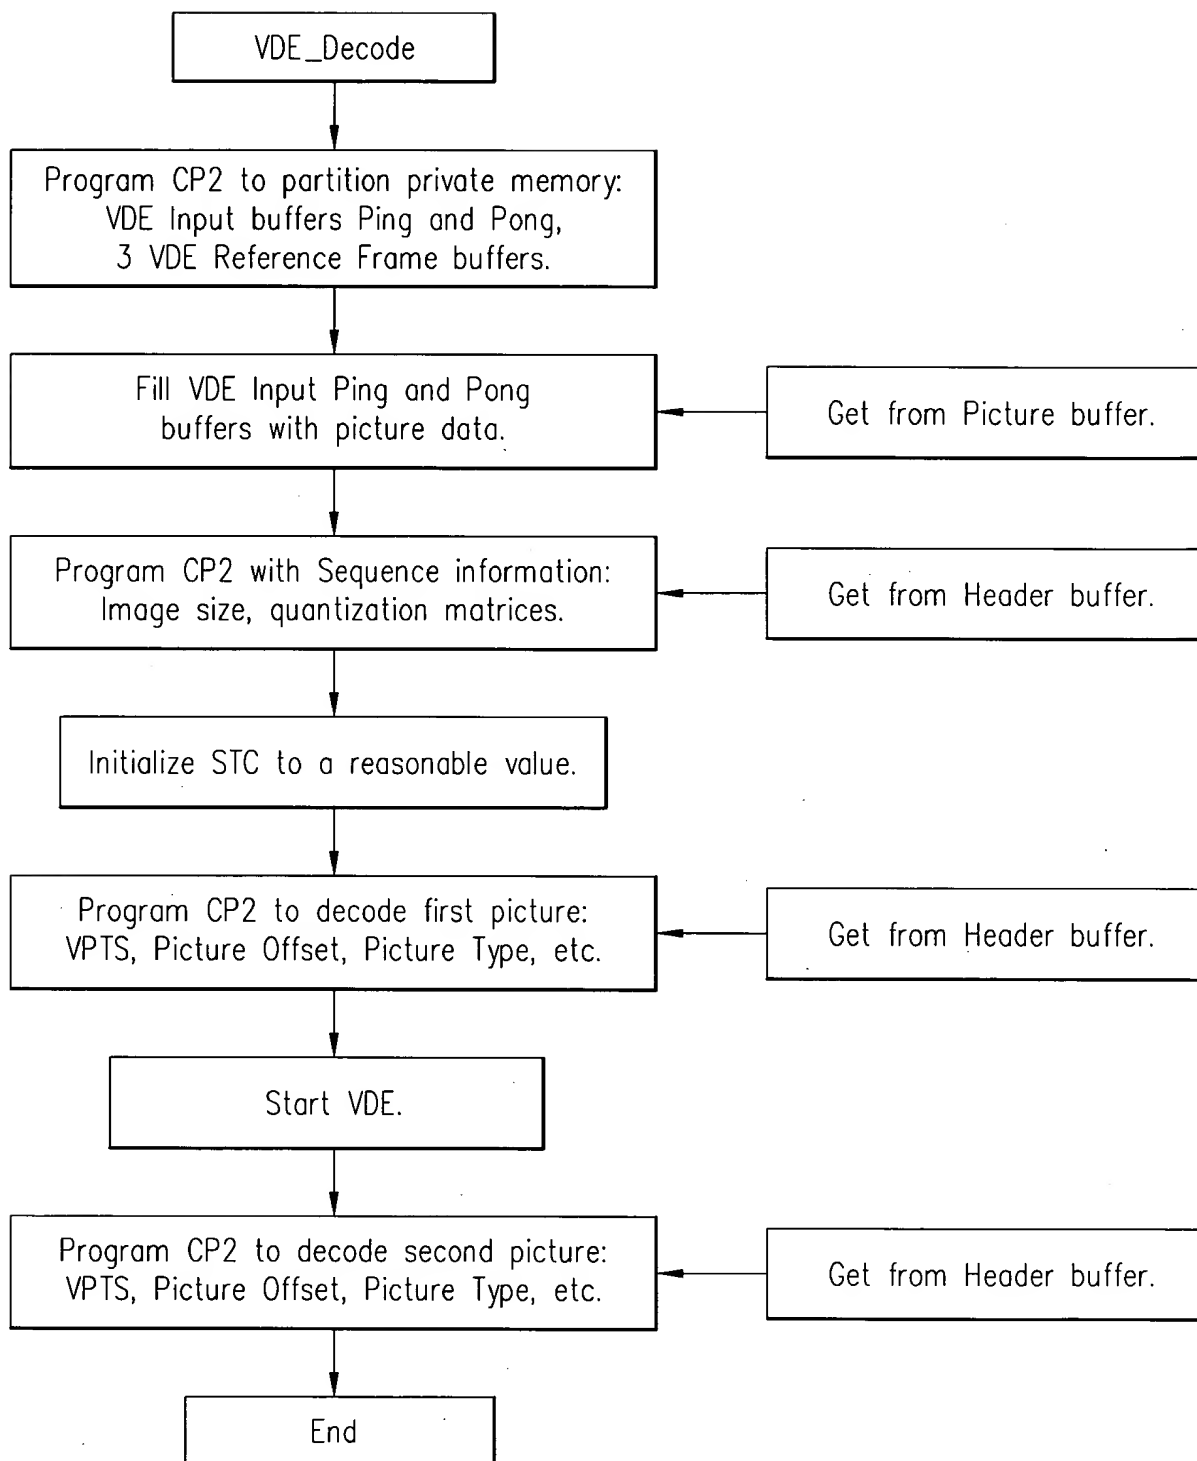 VDE_Decode
Program CP2 to partition private memory:
VDE Input buffers Ping and Pong,
3 VDE Reference Frame buffers.
Fill VDE Input Ping and Pong
buffers with picture data.
Get from Picture buffer.
Program CP2 with Sequence information:
Image size, quantization matrices.
Get from Header buffer.
Initialize STC to a reasonable value.
Program CP2 to decode first picture:
VPTS, Picture Offset, Picture Type, etc.
Get from Header buffer.
Start VDE.
Program CP2 to decode second picture:
VPTS, Picture Offset, Picture Type, etc.
Get from Header buffer.
End